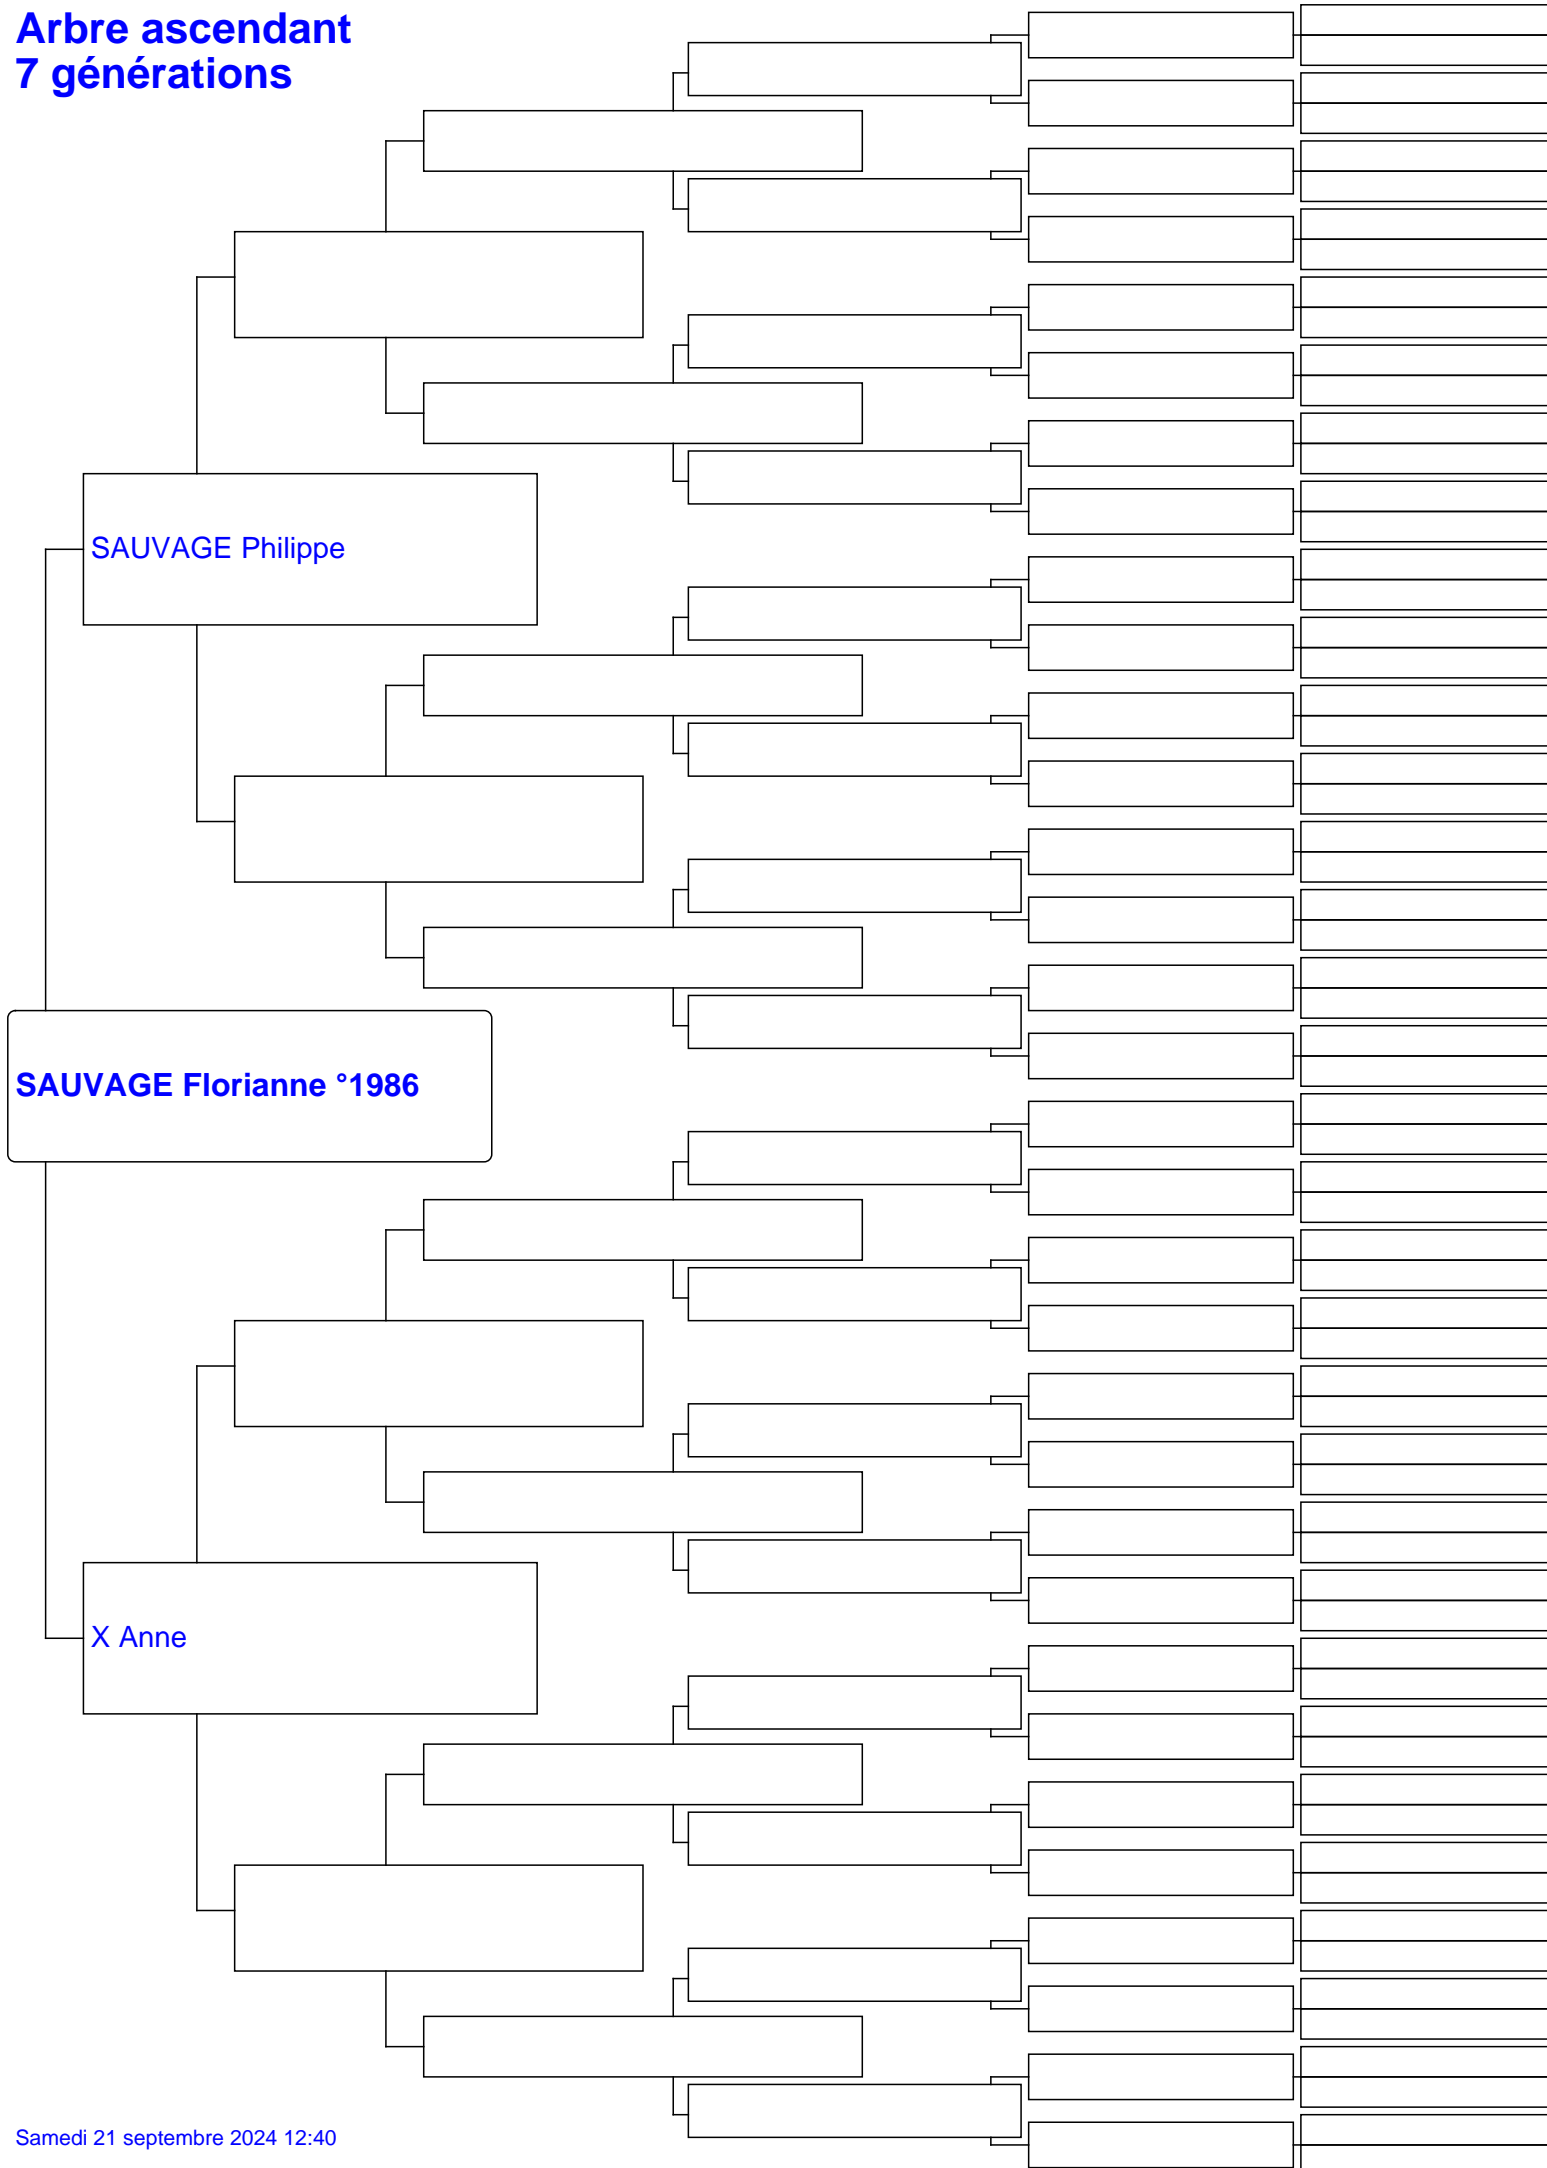 Arbre ascendant
7 générations
SAUVAGE Philippe
SAUVAGE Florianne °1986
X Anne
Samedi 21 septembre 2024 12:40